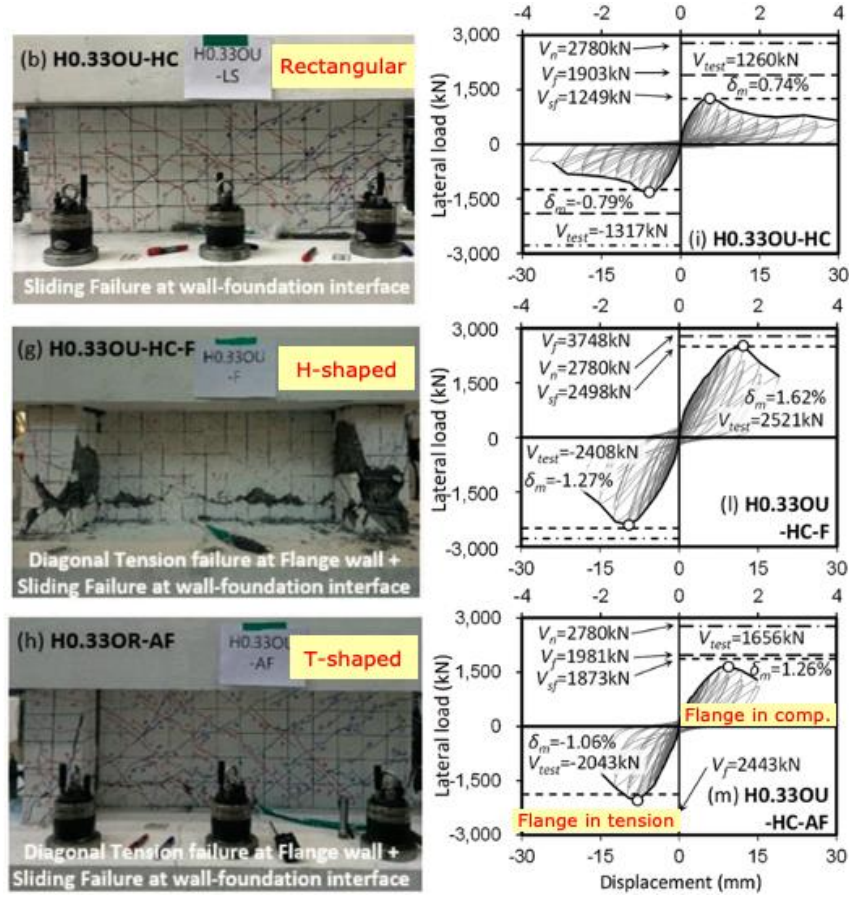 (b) H0.33OU-HC
H0.33OU
-LS
Rectangular
Sliding Failure at wall-foundation interface
-4 -2 0 2 4
3,000
1,500
0
-1,500
-3,000
Lateral load (kN)
Vn=2780kN
Vf=1903kN
Vsf=1249kN
Vtest=1260kN
δm=0.74%
δm=-0.79%
Vtest=-1317kN
(i) H0.33OU-HC
-30 -15 0 15 30
(g) H0.33OU-HC-F
H0.33OU
-F
H-shaped
Diagonal Tension failure at Flange wall +
Sliding Failure at wall-foundation interface
-4 -2 0 2 4
3,000
1,500
0
-1,500
-3,000
Lateral load (kN)
Vf=3748kN
Vn=2780kN
Vsf=2498kN
δm=1.62%
Vtest=2521kN
Vtest=-2408kN
δm=-1.27%
(l) H0.33OU
-HC-F
-30 -15 0 15 30
(h) H0.33OR-AF
H0.33OU
-AF
T-shaped
Diagonal Tension failure at Flange wall +
Sliding Failure at wall-foundation interface
-4 -2 0 2 4
3,000
1,500
0
-1,500
-3,000
Lateral load (kN)
Vn=2780kN
Vf=1981kN
Vsf=1873kN
Vtest=1656kN
δm=1.26%
Flange in comp.
δm=-1.06%
Vtest=-2043kN
Vf=2443kN
Flange in tension
(m) H0.33OU
-HC-AF
-30 -15 0 15 30
Displacement (mm)